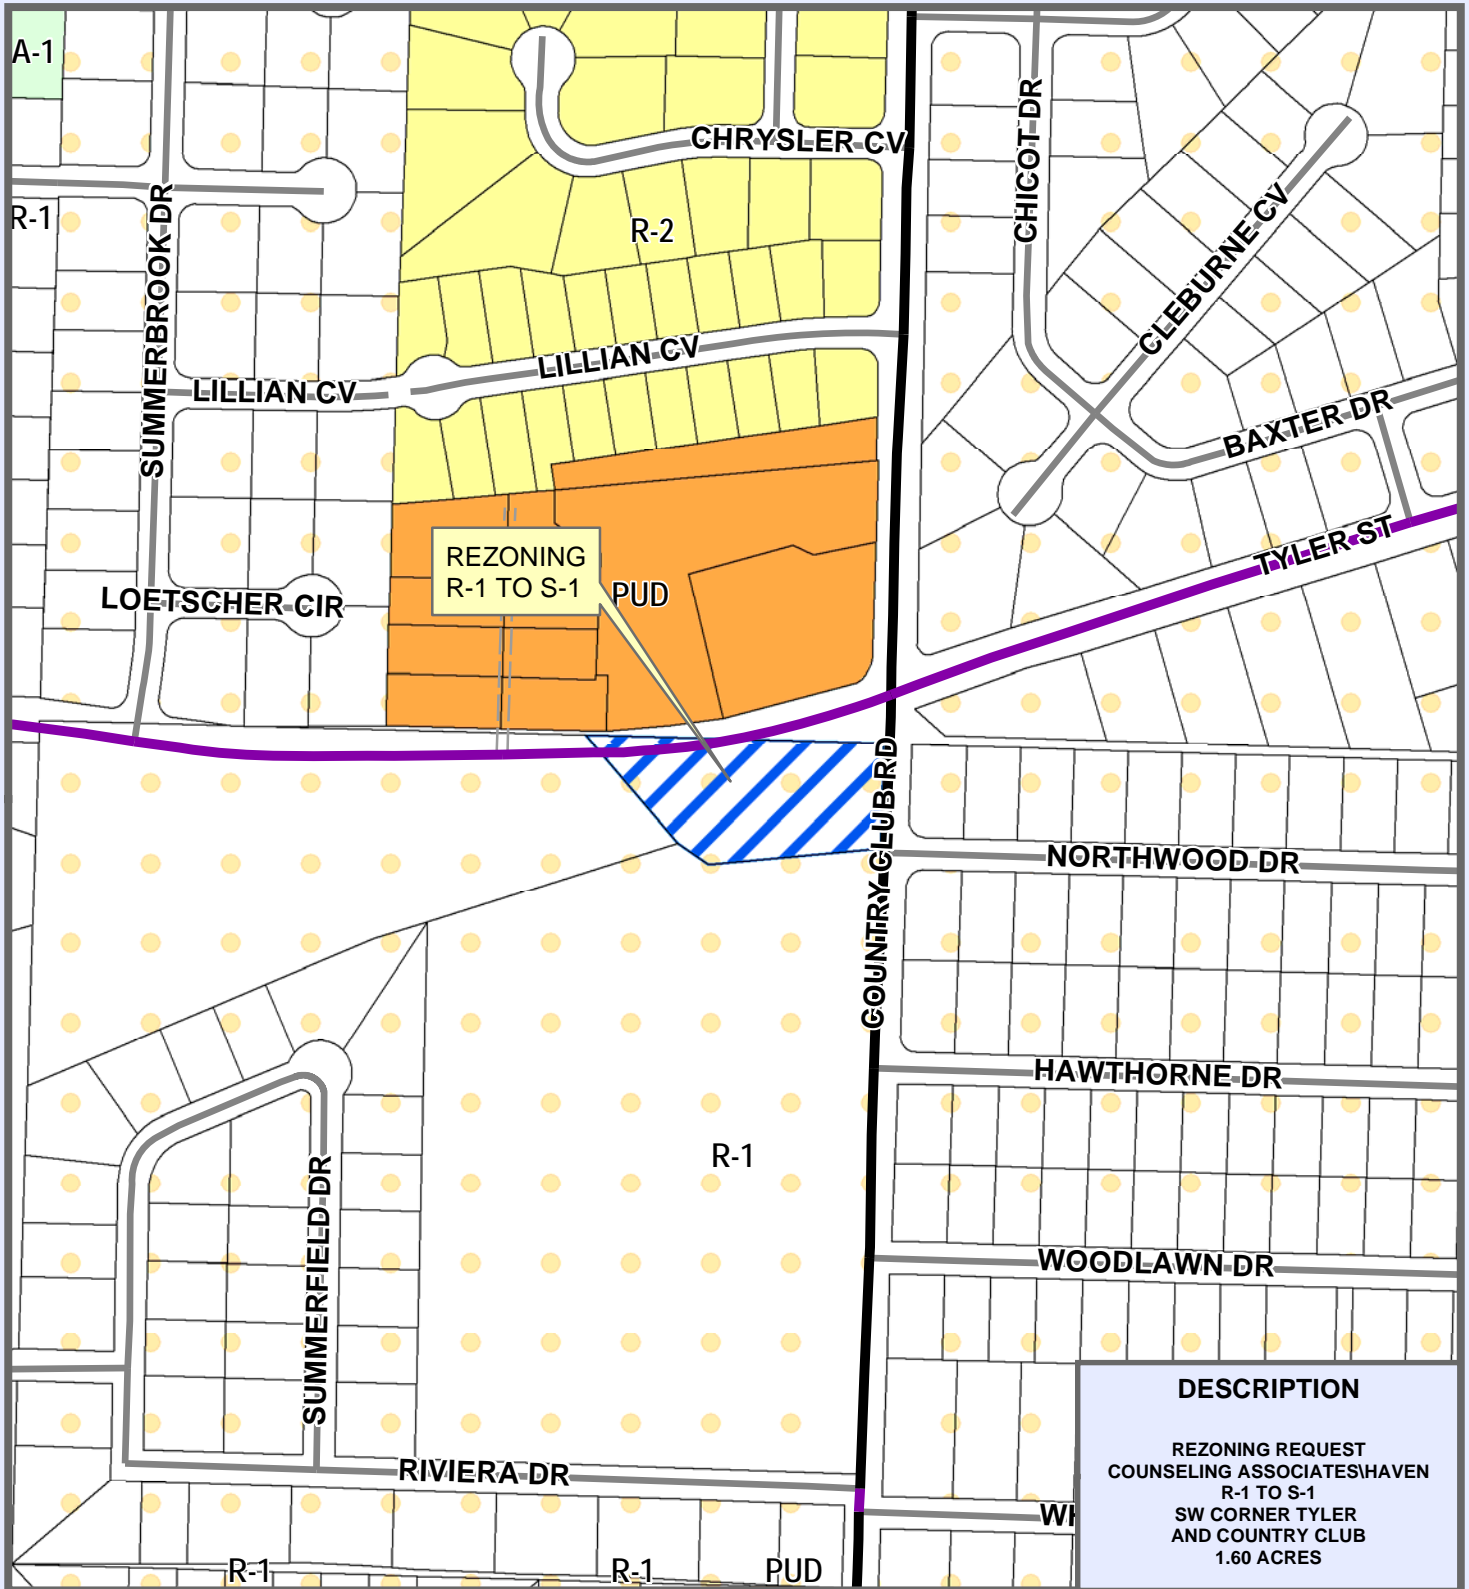 A-1
CHRYSLER CV
CHICOT DR
R-1
R-2
SUMMERBROOK DR
CLEBURNE CV
LILLIAN CV
LILLIAN CV
BAXTER DR
TYLER ST
REZONING
R-1 TO S-1
PUD
LOETSCHER CIR
COUNTRY CLUB RD
NORTHWOOD DR
HAWTHORNE DR
R-1
SUMMERFIELD DR
WOODLAWN DR
RIVIERA DR
R-1
R-1
PUD
DESCRIPTION
REZONING REQUEST
COUNSELING ASSOCIATES\HAVEN
R-1 TO S-1
SW CORNER TYLER
AND COUNTRY CLUB
1.60 ACRES